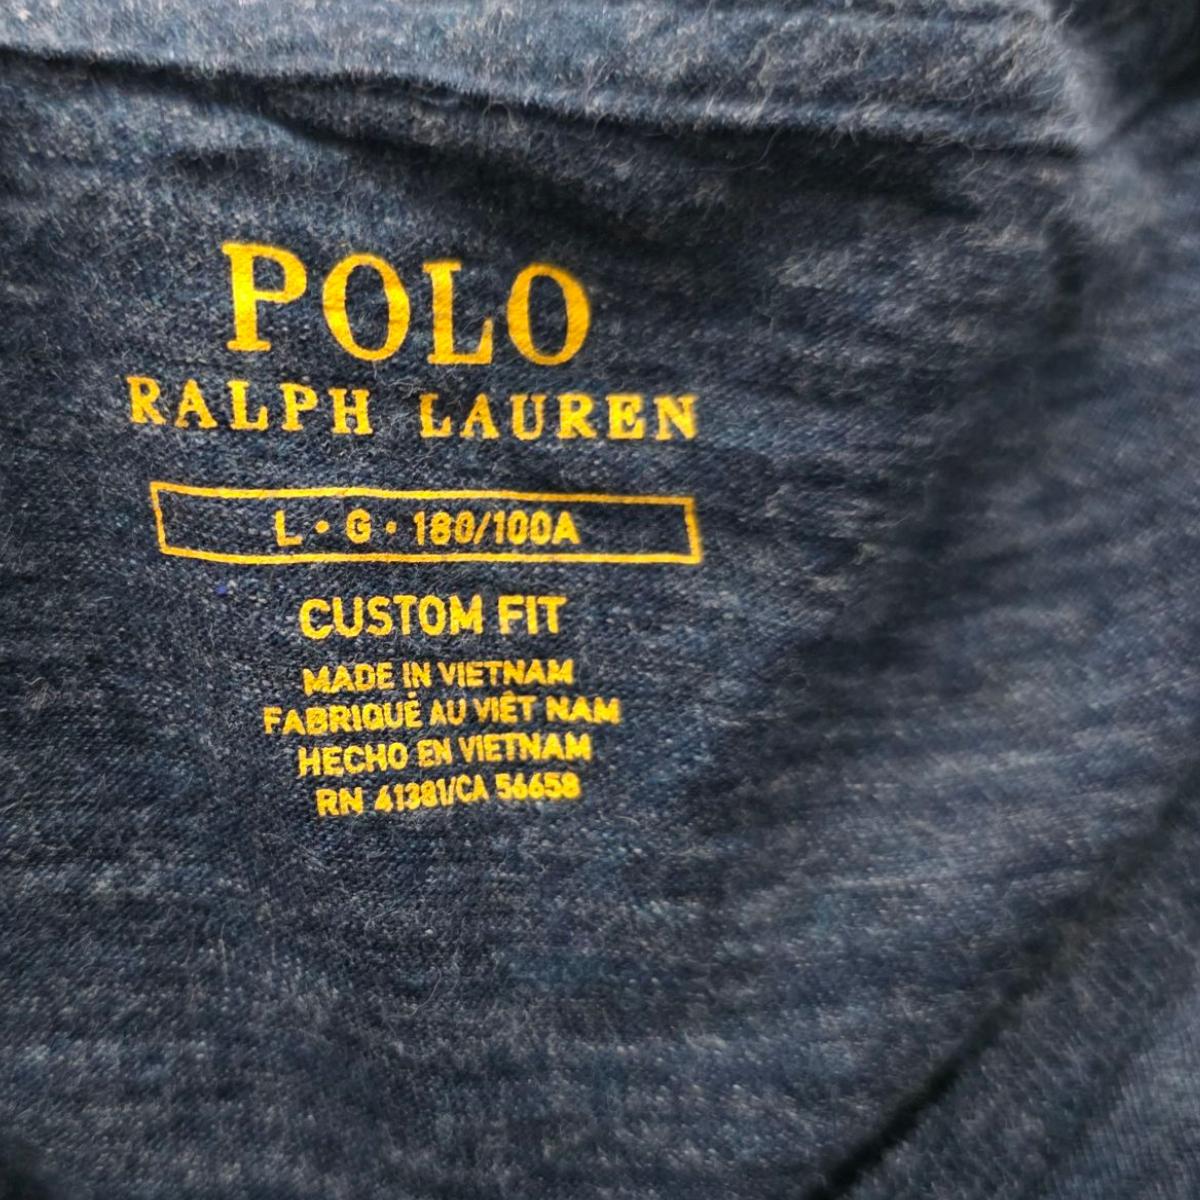 POLO
RALPH LAUREN
L • G • 180/100A
CUSTOM FIT
MADE IN VIETNAM
FABRIQUÉ AU VIÊT NAM
HECHO EN VIETNAM
RN 41381/CA 56658